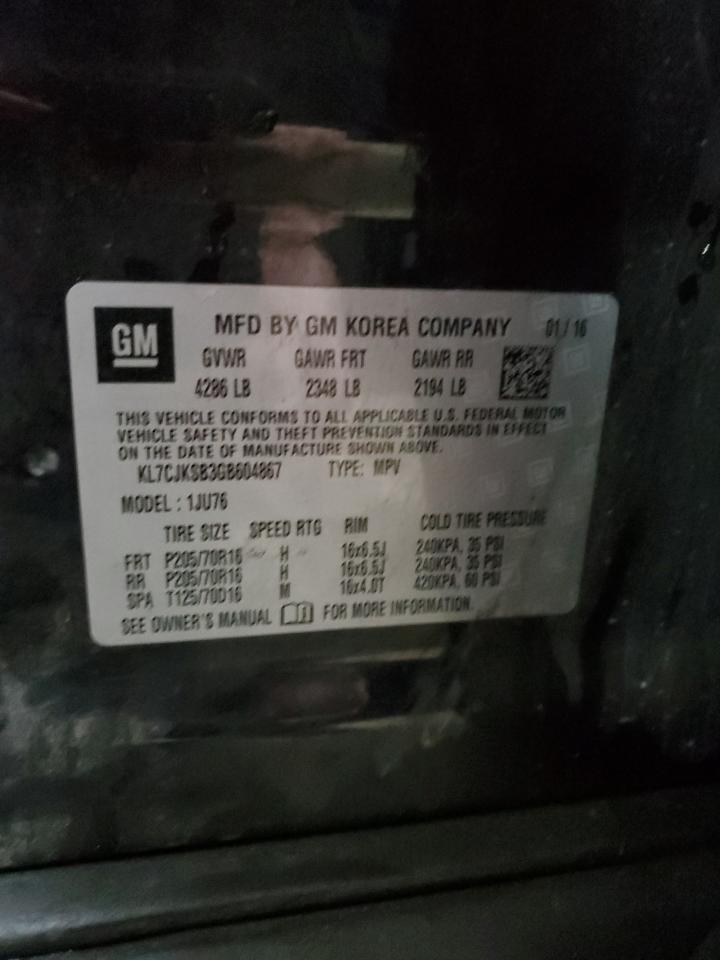 GM
MFD BY GM KOREA COMPANY 01 / 16
GVWR GAWR FRT GAWR RR
4286 LB 2348 LB 2194 LB
THIS VEHICLE CONFORMS TO ALL APPLICABLE U.S. FEDERAL MOTOR
VEHICLE SAFETY AND THEFT PREVENTION STANDARDS IN EFFECT
ON THE DATE OF MANUFACTURE SHOWN ABOVE.
KL7CJKSB3GB604867 TYPE: MPV
MODEL : 1JU76
TIRE SIZE SPEED RTG RIM COLD TIRE PRESSURE
FRT P205/70R16 H 16x6.5J 240KPA, 35 PSI
RR P205/70R16 H 16x6.5J 240KPA, 35 PSI
SPA T125/70D16 M 16x4.0T 420KPA, 60 PSI
SEE OWNER'S MANUAL FOR MORE INFORMATION.